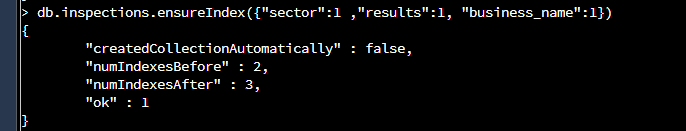 > db.inspections.ensureIndex({"sector":1 ,"results":1, "business_name":1})
{
        "createdCollectionAutomatically" : false,
        "numIndexesBefore" : 2,
        "numIndexesAfter" : 3,
        "ok" : 1
}